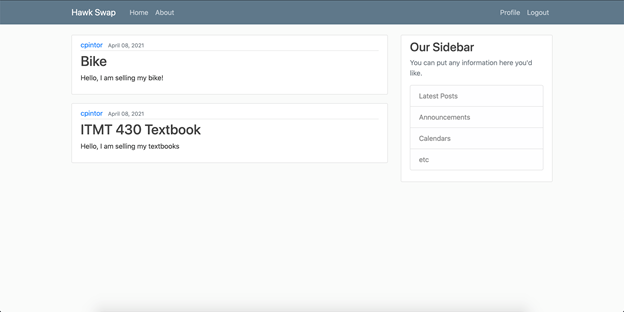 Hawk Swap Home About Profile Logout
cpintor April 08, 2021
Bike
Hello, I am selling my bike!
cpintor April 08, 2021
ITMT 430 Textbook
Hello, I am selling my textbooks
Our Sidebar
You can put any information here you'd
like.
Latest Posts
Announcements
Calendars
etc